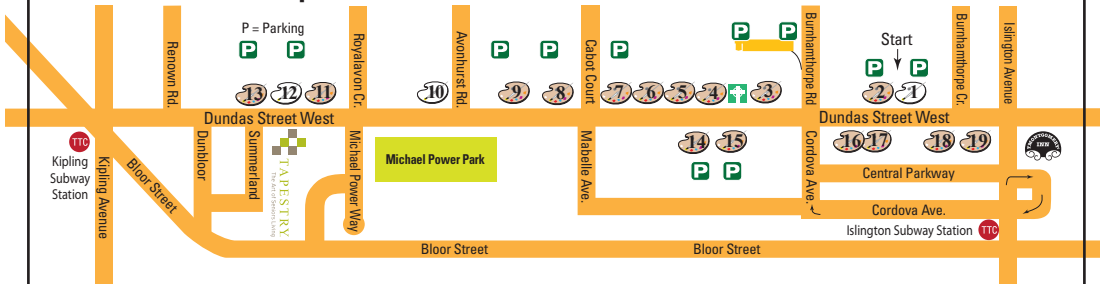 P = Parking
P
P
P
P
P
P
P
Start
P
P
Renown Rd.
Royalavon Cr.
Avonhurst Rd.
Cabot Court
Burnhamthorpe Rd
Burnhamthorpe Cr.
Islington Avenue
13
12
11
10
9
8
7
6
5
4
3
2
1
Dundas Street West
Dundas Street West
TTC
Kipling
Subway
Station
Kipling Avenue
Bloor Street
Dunbloor
Summerland
TAPESTRY
The Art of Seniors Living
Michael Power Way
Michael Power Park
Mabelle Ave.
14
15
P
P
Cordova Ave.
16
17
18
19
MONTGOMERY
INN
Central Parkway
Cordova Ave.
Islington Subway Station
TTC
Bloor Street
Bloor Street